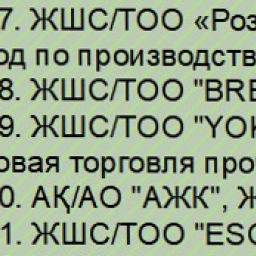 7. ЖШС/ТОО «Роз
од по производств
8. ЖШС/ТОО "BRE
9. ЖШС/ТОО "YOK
овая торговля про
0. АҚ/АО "АЖК", Ж
1. ЖШС/ТОО "ESC